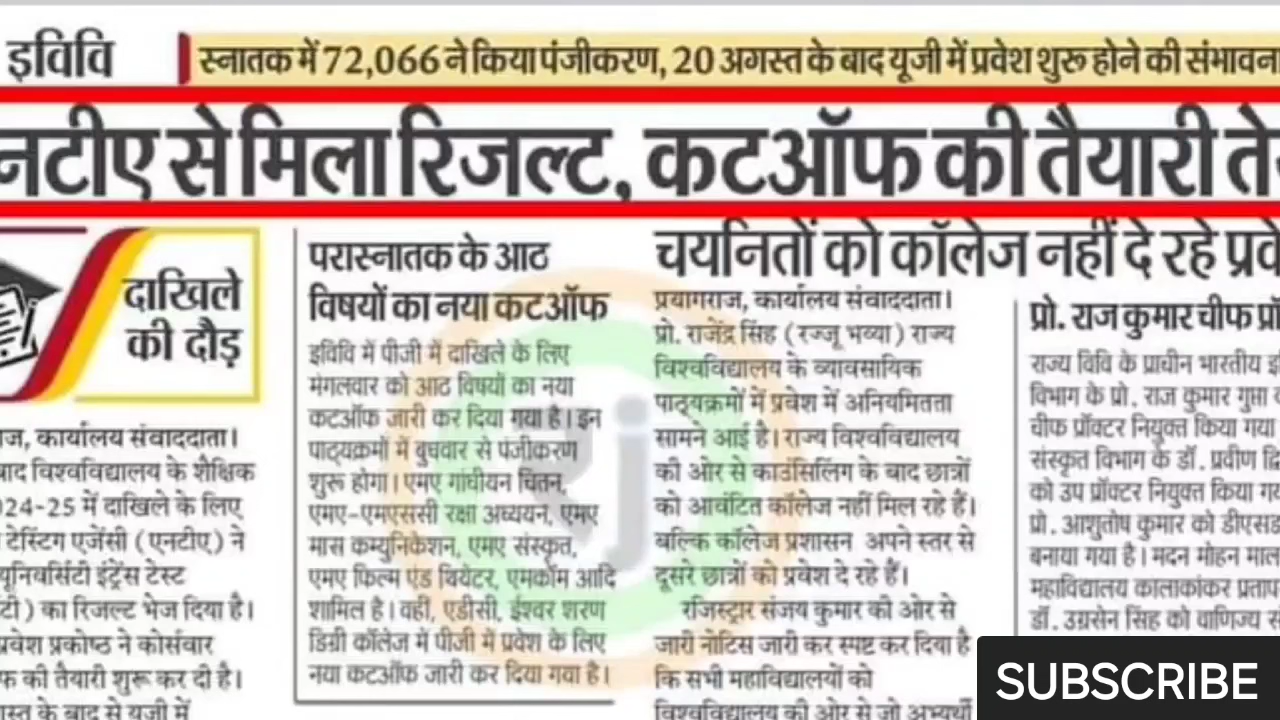 इविवि
स्नातक में 72,066 ने किया पंजीकरण, 20 अगस्त के बाद यूजी में प्रवेश शुरू होने की संभावना
नटीए से मिला रिजल्ट, कटऑफ की तैयारी
दाखिले
की दौड़
राज, कार्यालय संवाददाता।
बाद विश्वविद्यालय के शैक्षिक
024-25 में दाखिले के लिए
टेस्टिंग एजेंसी (एनटीए) ने
यूनिवर्सिटी इंट्रेंस टेस्ट
टी) का रिजल्ट भेज दिया है।
प्रवेश प्रकोष्ठ ने कोर्सवार
फ की तैयारी शुरू कर दी है।
स्त के बाद से यूजी में
परास्नातक के आठ
विषयों का नया कटऑफ
इविवि में पीजी में दाखिले के लिए
मंगलवार को आठ विषयों का नया
कटऑफ जारी कर दिया गया है। इन
पाठ्यक्रमों में बुधवार से पंजीकरण
शुरू होगा। एमए गांधीयन चिंतन,
एमए-एमएससी रक्षा अध्ययन, एमए
मास कम्युनिकेशन, एमए संस्कृत,
एमए फिल्म एंड थियेटर, एमकॉम आदि
शामिल है। वहीं, एडीसी, ईश्वर शरण
डिग्री कॉलेज में पीजी में प्रवेश के लिए
नया कटऑफ जारी कर दिया गया है।
चयनितों को कॉलेज नहीं दे रहे प्रवे
प्रयागराज, कार्यालय संवाददाता।
प्रो. राजेंद्र सिंह (रज्जू भय्या) राज्य
विश्वविद्यालय के व्यावसायिक
पाठ्यक्रमों में प्रवेश में अनियमितता
सामने आई है। राज्य विश्वविद्यालय
की ओर से काउंसिलिंग के बाद छात्रों
को आवंटित कॉलेज नहीं मिल रहे हैं।
बल्कि कॉलेज प्रशासन अपने स्तर से
दूसरे छात्रों को प्रवेश दे रहे हैं।
रजिस्ट्रार संजय कुमार की ओर से
जारी नोटिस जारी कर स्पष्ट कर दिया है
कि सभी महाविद्यालयों को
विश्वविद्यालय की ओर से जो अभ्यर्थी
प्रो. राज कुमार चीफ प्रॉ
राज्य विवि के प्राचीन भारतीय
विभाग के प्रो. राज कुमार गुप्ता
चीफ प्रॉक्टर नियुक्त किया गया
संस्कृत विभाग के डॉ. प्रवीण द्वि
को उप प्रॉक्टर नियुक्त किया गय
प्रो. आशुतोष कुमार को डीएसड
बनाया गया है। मदन मोहन माल
महाविद्यालय कालाकांकर प्रताप
डॉ. उग्रसेन सिंह को वाणिज्य सं
SUBSCRIBE